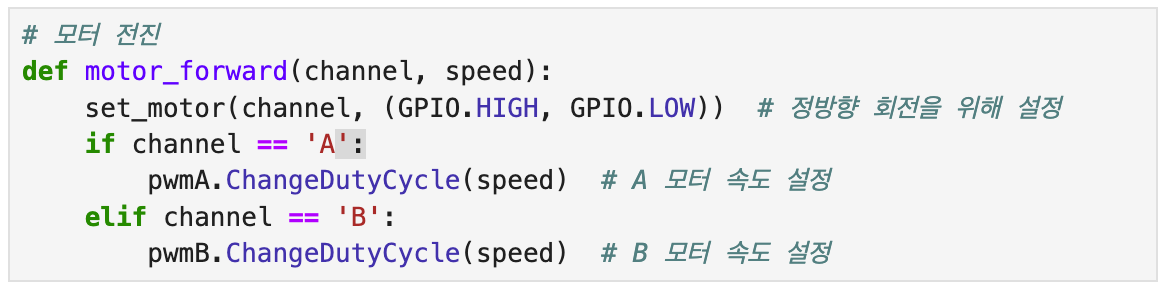 # 모터 전진
def motor_forward(channel, speed):
    set_motor(channel, (GPIO.HIGH, GPIO.LOW))  # 정방향 회전을 위해 설정
    if channel == 'A':
        pwmA.ChangeDutyCycle(speed)  # A 모터 속도 설정
    elif channel == 'B':
        pwmB.ChangeDutyCycle(speed)  # B 모터 속도 설정